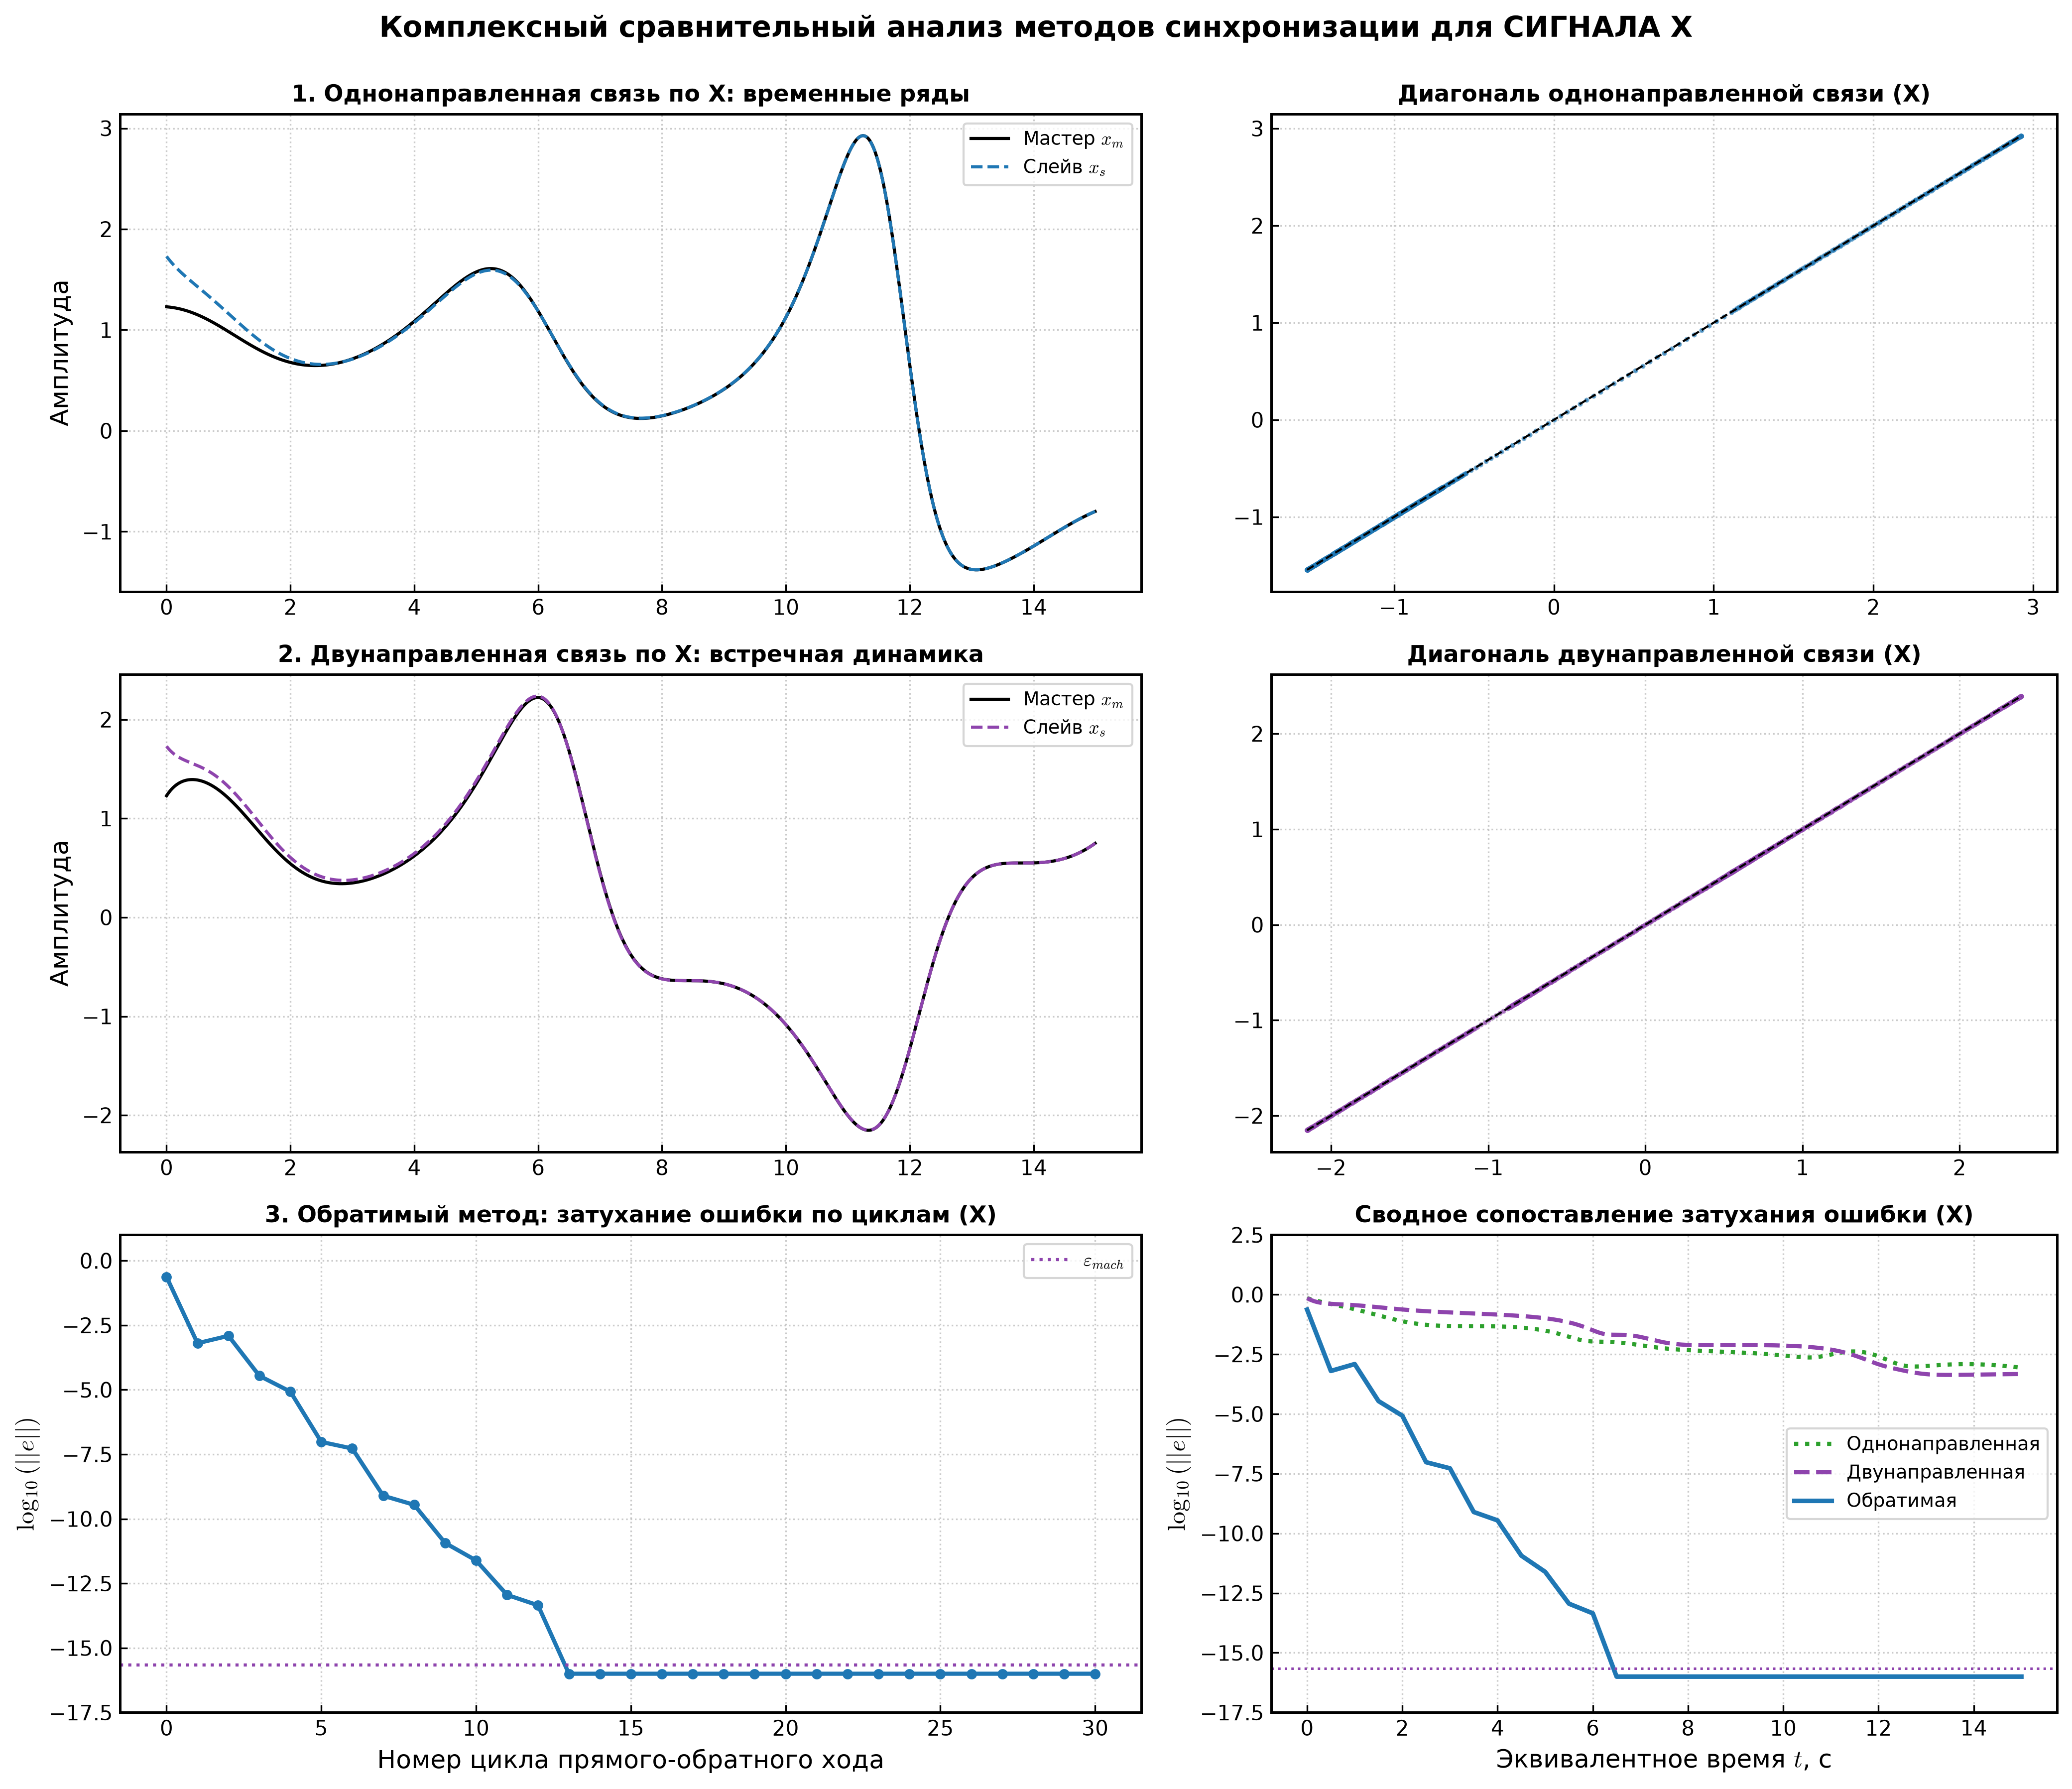 Комплексный сравнительный анализ методов синхронизации для СИГНАЛА X
1. Однонаправленная связь по X: временные ряды
Амплитуда
3
2
1
0
−1
0 2 4 6 8 10 12 14
Мастер xₘ
Слейв xₛ
Диагональ однонаправленной связи (X)
3
2
1
0
−1
−1 0 1 2 3
2. Двунаправленная связь по X: встречная динамика
Амплитуда
2
1
0
−1
−2
0 2 4 6 8 10 12 14
Мастер xₘ
Слейв xₛ
Диагональ двунаправленной связи (X)
2
1
0
−1
−2
−2 −1 0 1 2
3. Обратимый метод: затухание ошибки по циклам (X)
log₁₀ (||e||)
0.0
−2.5
−5.0
−7.5
−10.0
−12.5
−15.0
−17.5
0 5 10 15 20 25 30
ε_mach
Номер цикла прямого-обратного хода
Сводное сопоставление затухания ошибки (X)
log₁₀ (||e||)
2.5
0.0
−2.5
−5.0
−7.5
−10.0
−12.5
−15.0
−17.5
0 2 4 6 8 10 12 14
Однонаправленная
Двунаправленная
Обратимая
Эквивалентное время t, с